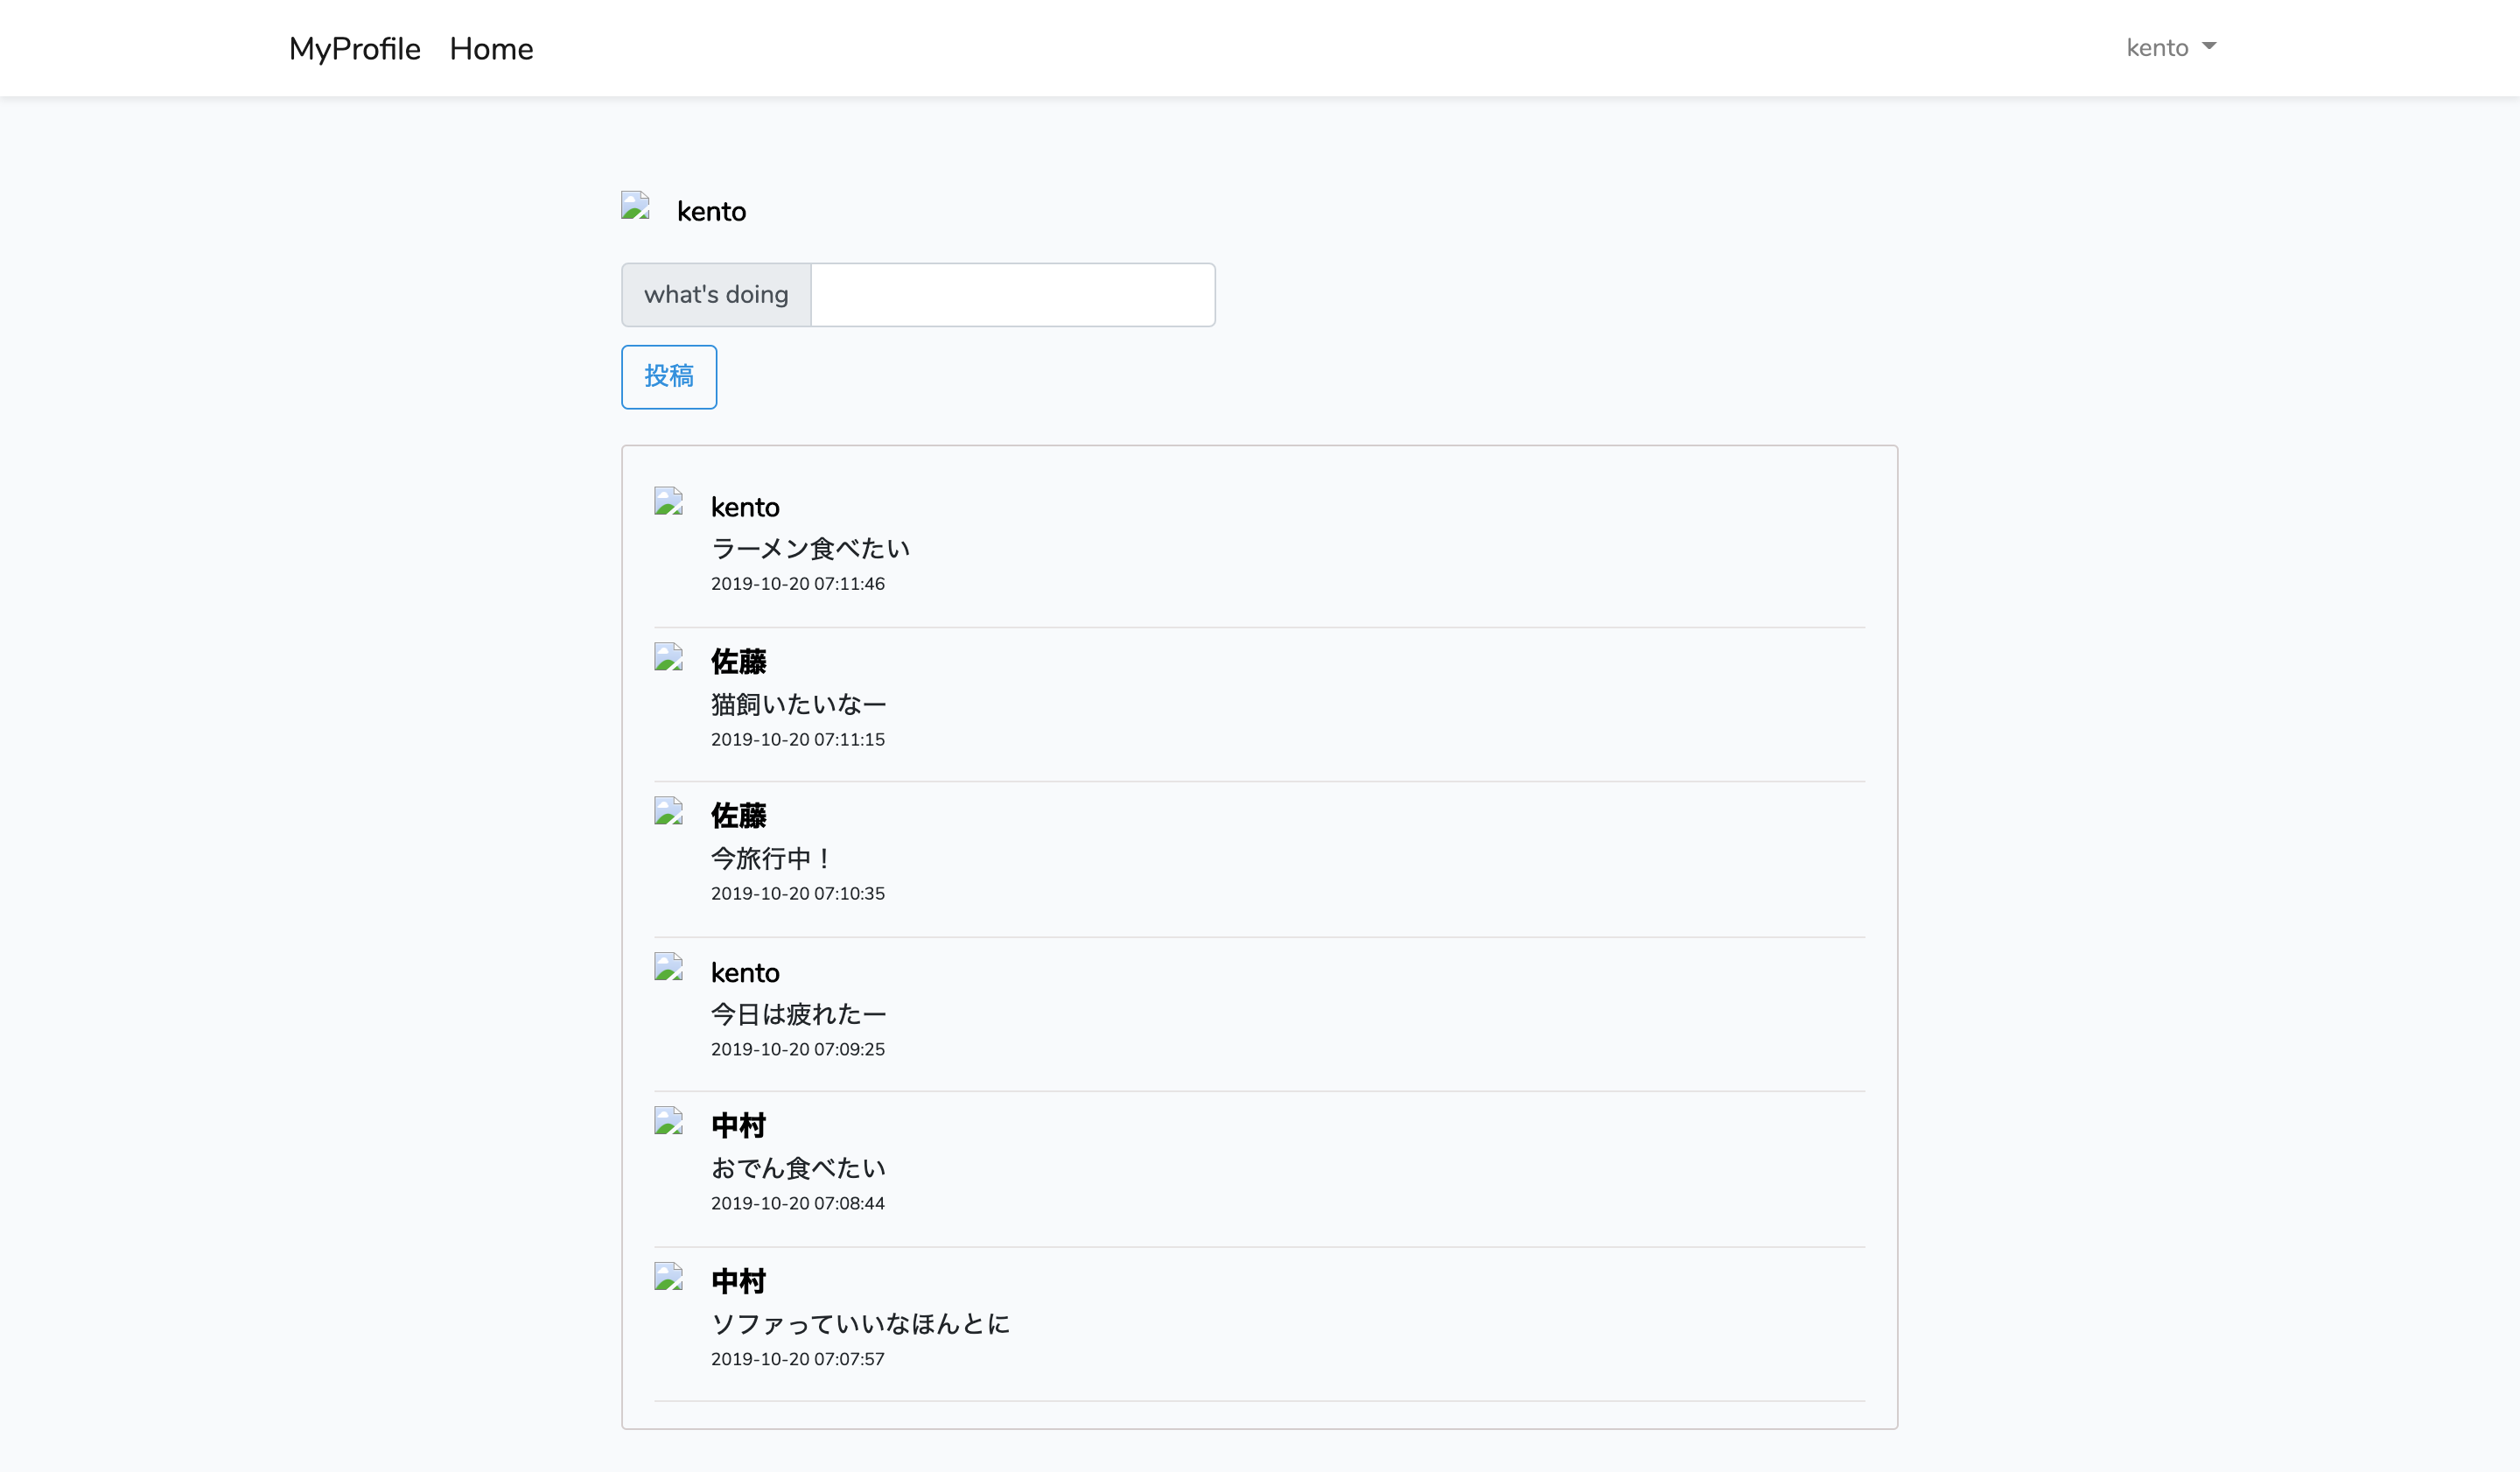 MyProfile Home kento
kento
what's doing
投稿
kento
ラーメン食べたい
2019-10-20 07:11:46
佐藤
猫飼いたいなー
2019-10-20 07:11:15
佐藤
今旅行中！
2019-10-20 07:10:35
kento
今日は疲れたー
2019-10-20 07:09:25
中村
おでん食べたい
2019-10-20 07:08:44
中村
ソファっていいなほんとに
2019-10-20 07:07:57